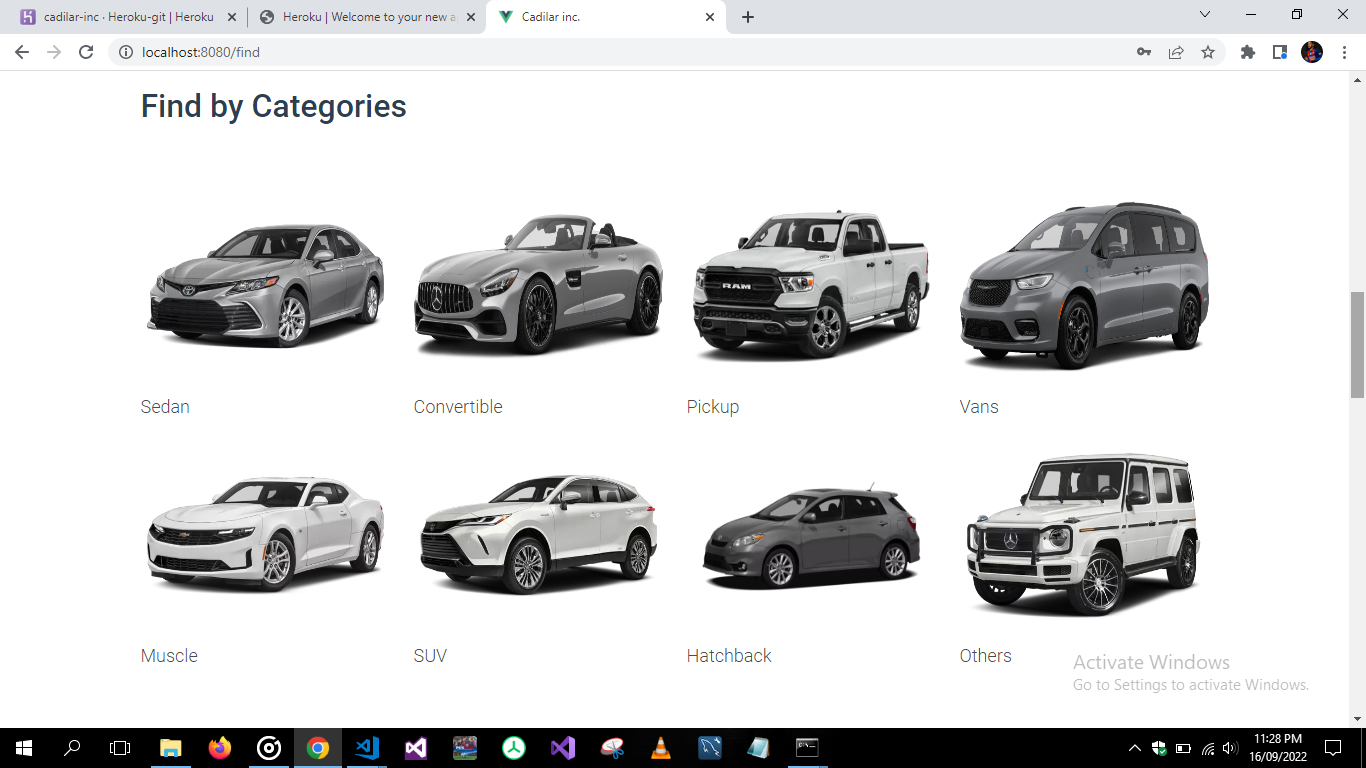 cadilar-inc · Heroku-git | Heroku
Heroku | Welcome to your new a
Cadilar inc.
localhost:8080/find
Find by Categories
RAM
Sedan
Convertible
Pickup
Vans
Muscle
SUV
Hatchback
Others
Activate Windows
Go to Settings to activate Windows.
11:28 PM
16/09/2022